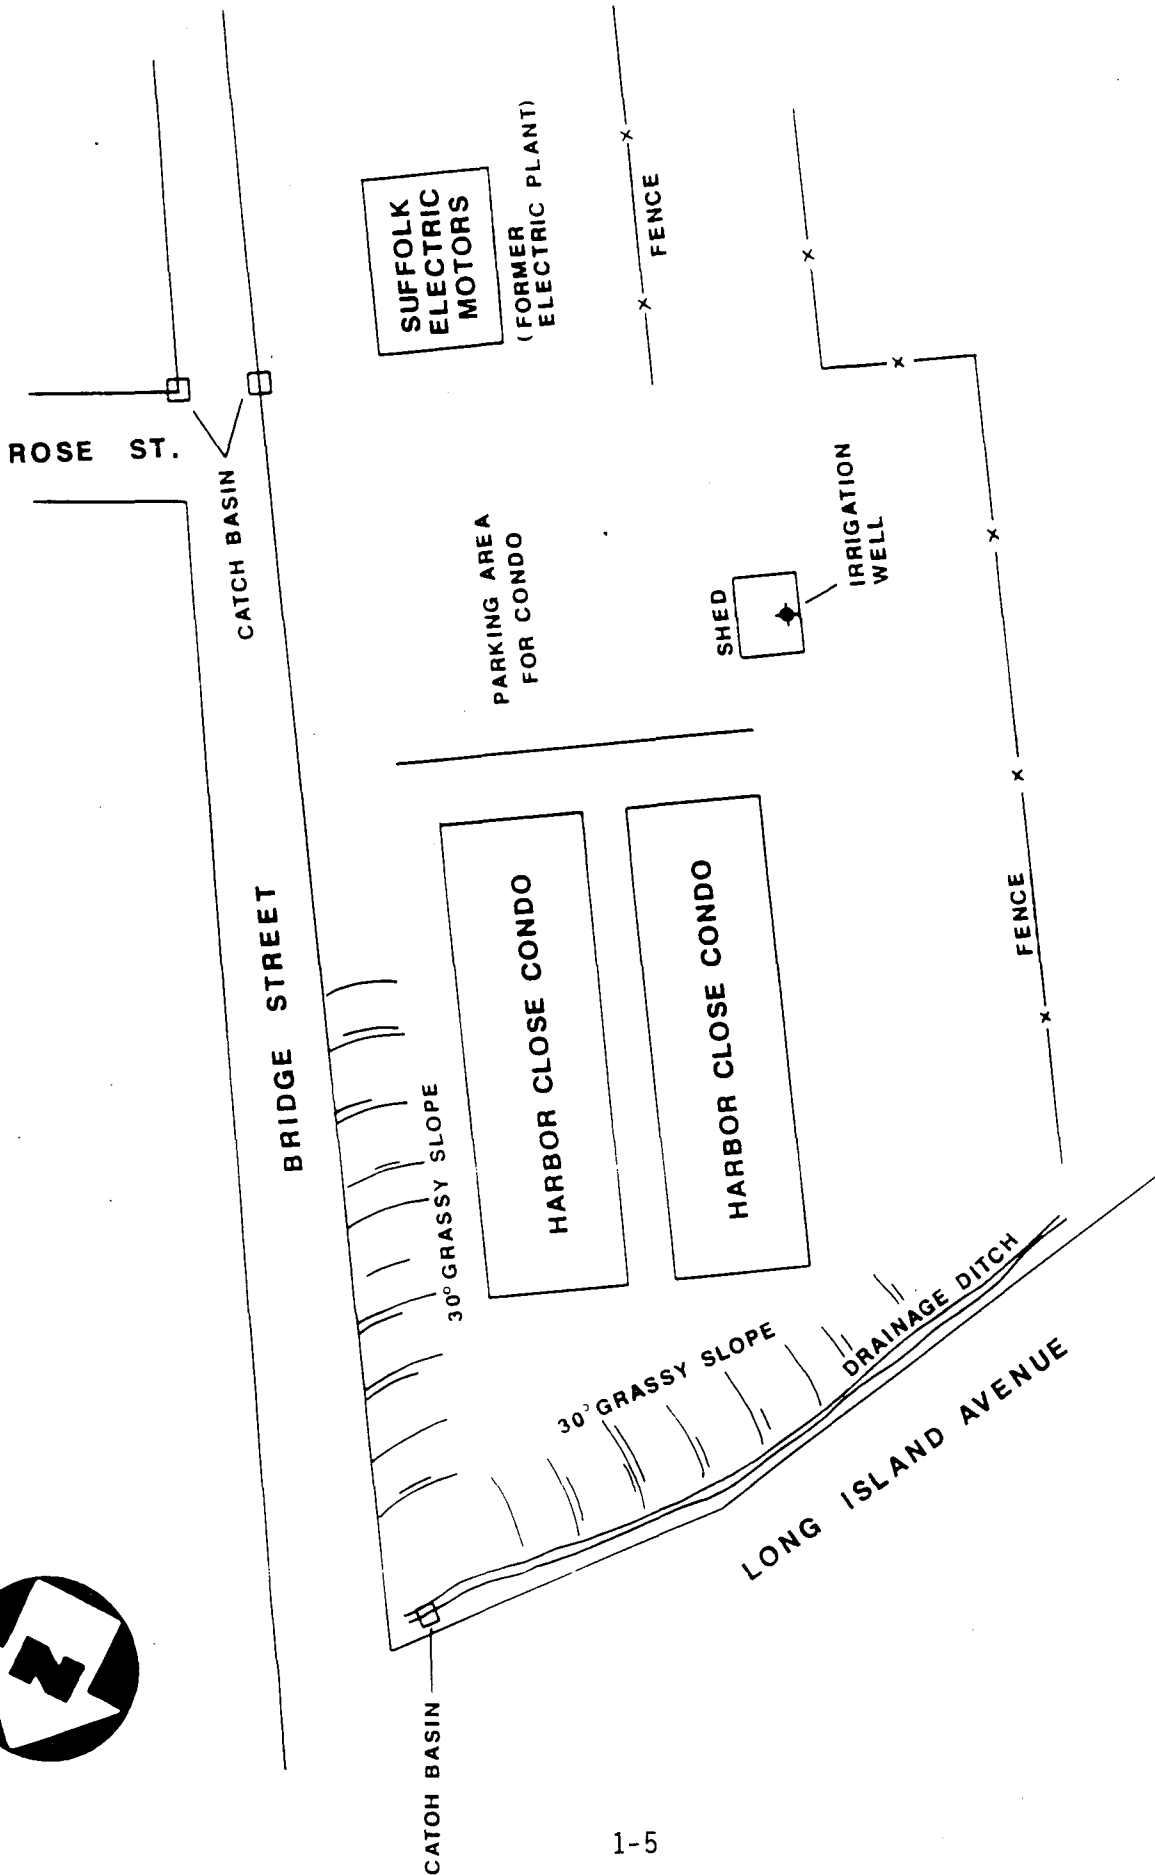 SUFFOLK
ELECTRIC
MOTORS
(FORMER
ELECTRIC PLANT)
FENCE
ROSE ST.
CATCH BASIN
PARKING AREA
FOR CONDO
SHED
IRRIGATION
WELL
BRIDGE STREET
HARBOR CLOSE CONDO
HARBOR CLOSE CONDO
FENCE
30° GRASSY SLOPE
30° GRASSY SLOPE
DRAINAGE DITCH
LONG ISLAND AVENUE
CATCH BASIN
N
1-5